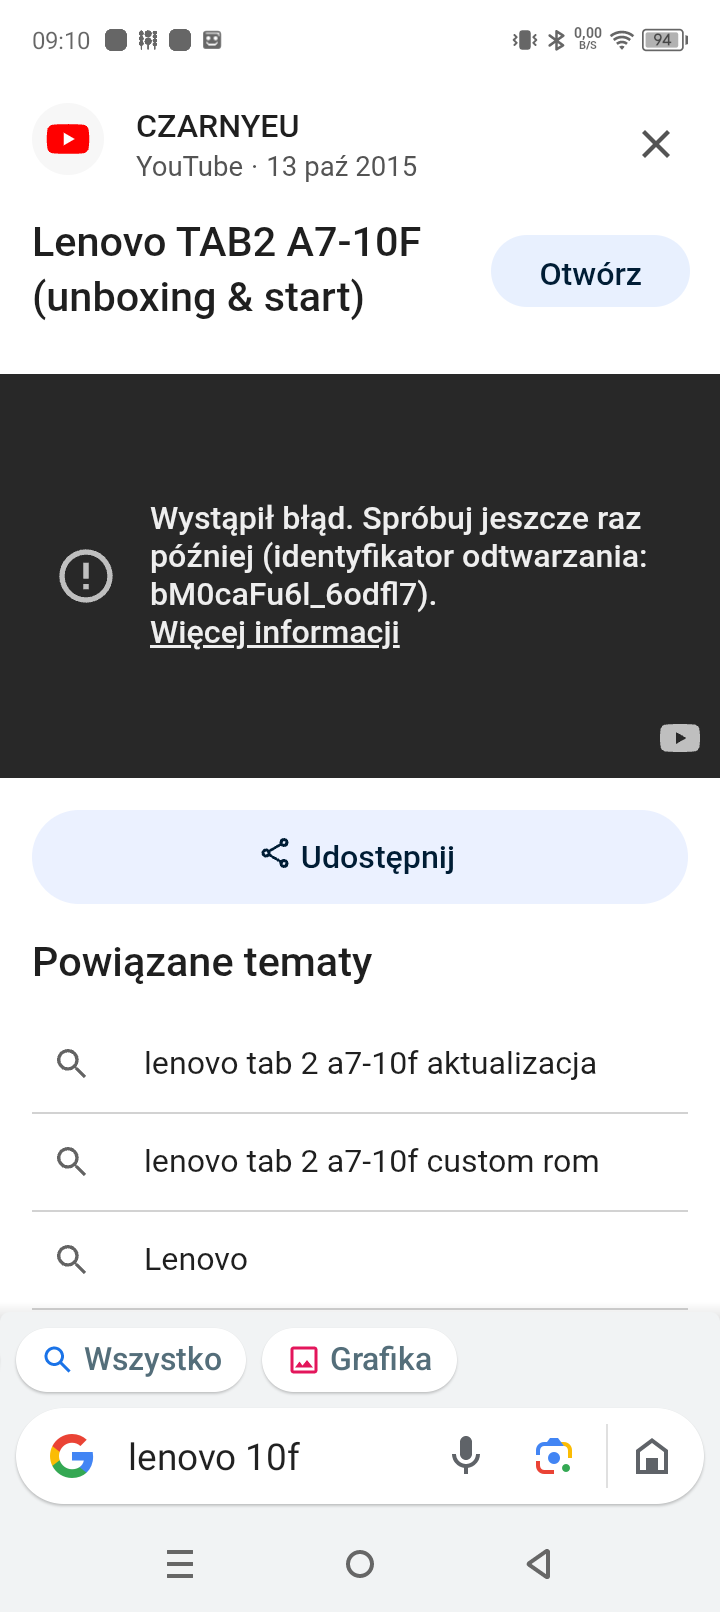 09:10
0,00
B/S
94
CZARNYEU
YouTube · 13 paź 2015
Lenovo TAB2 A7-10F
(unboxing & start)
Otwórz
Wystąpił błąd. Spróbuj jeszcze raz
później (identyfikator odtwarzania:
bM0caFu6l_6odfl7).
Więcej informacji
Udostępnij
Powiązane tematy
lenovo tab 2 a7-10f aktualizacja
lenovo tab 2 a7-10f custom rom
Lenovo
Wszystko
Grafika
lenovo 10f